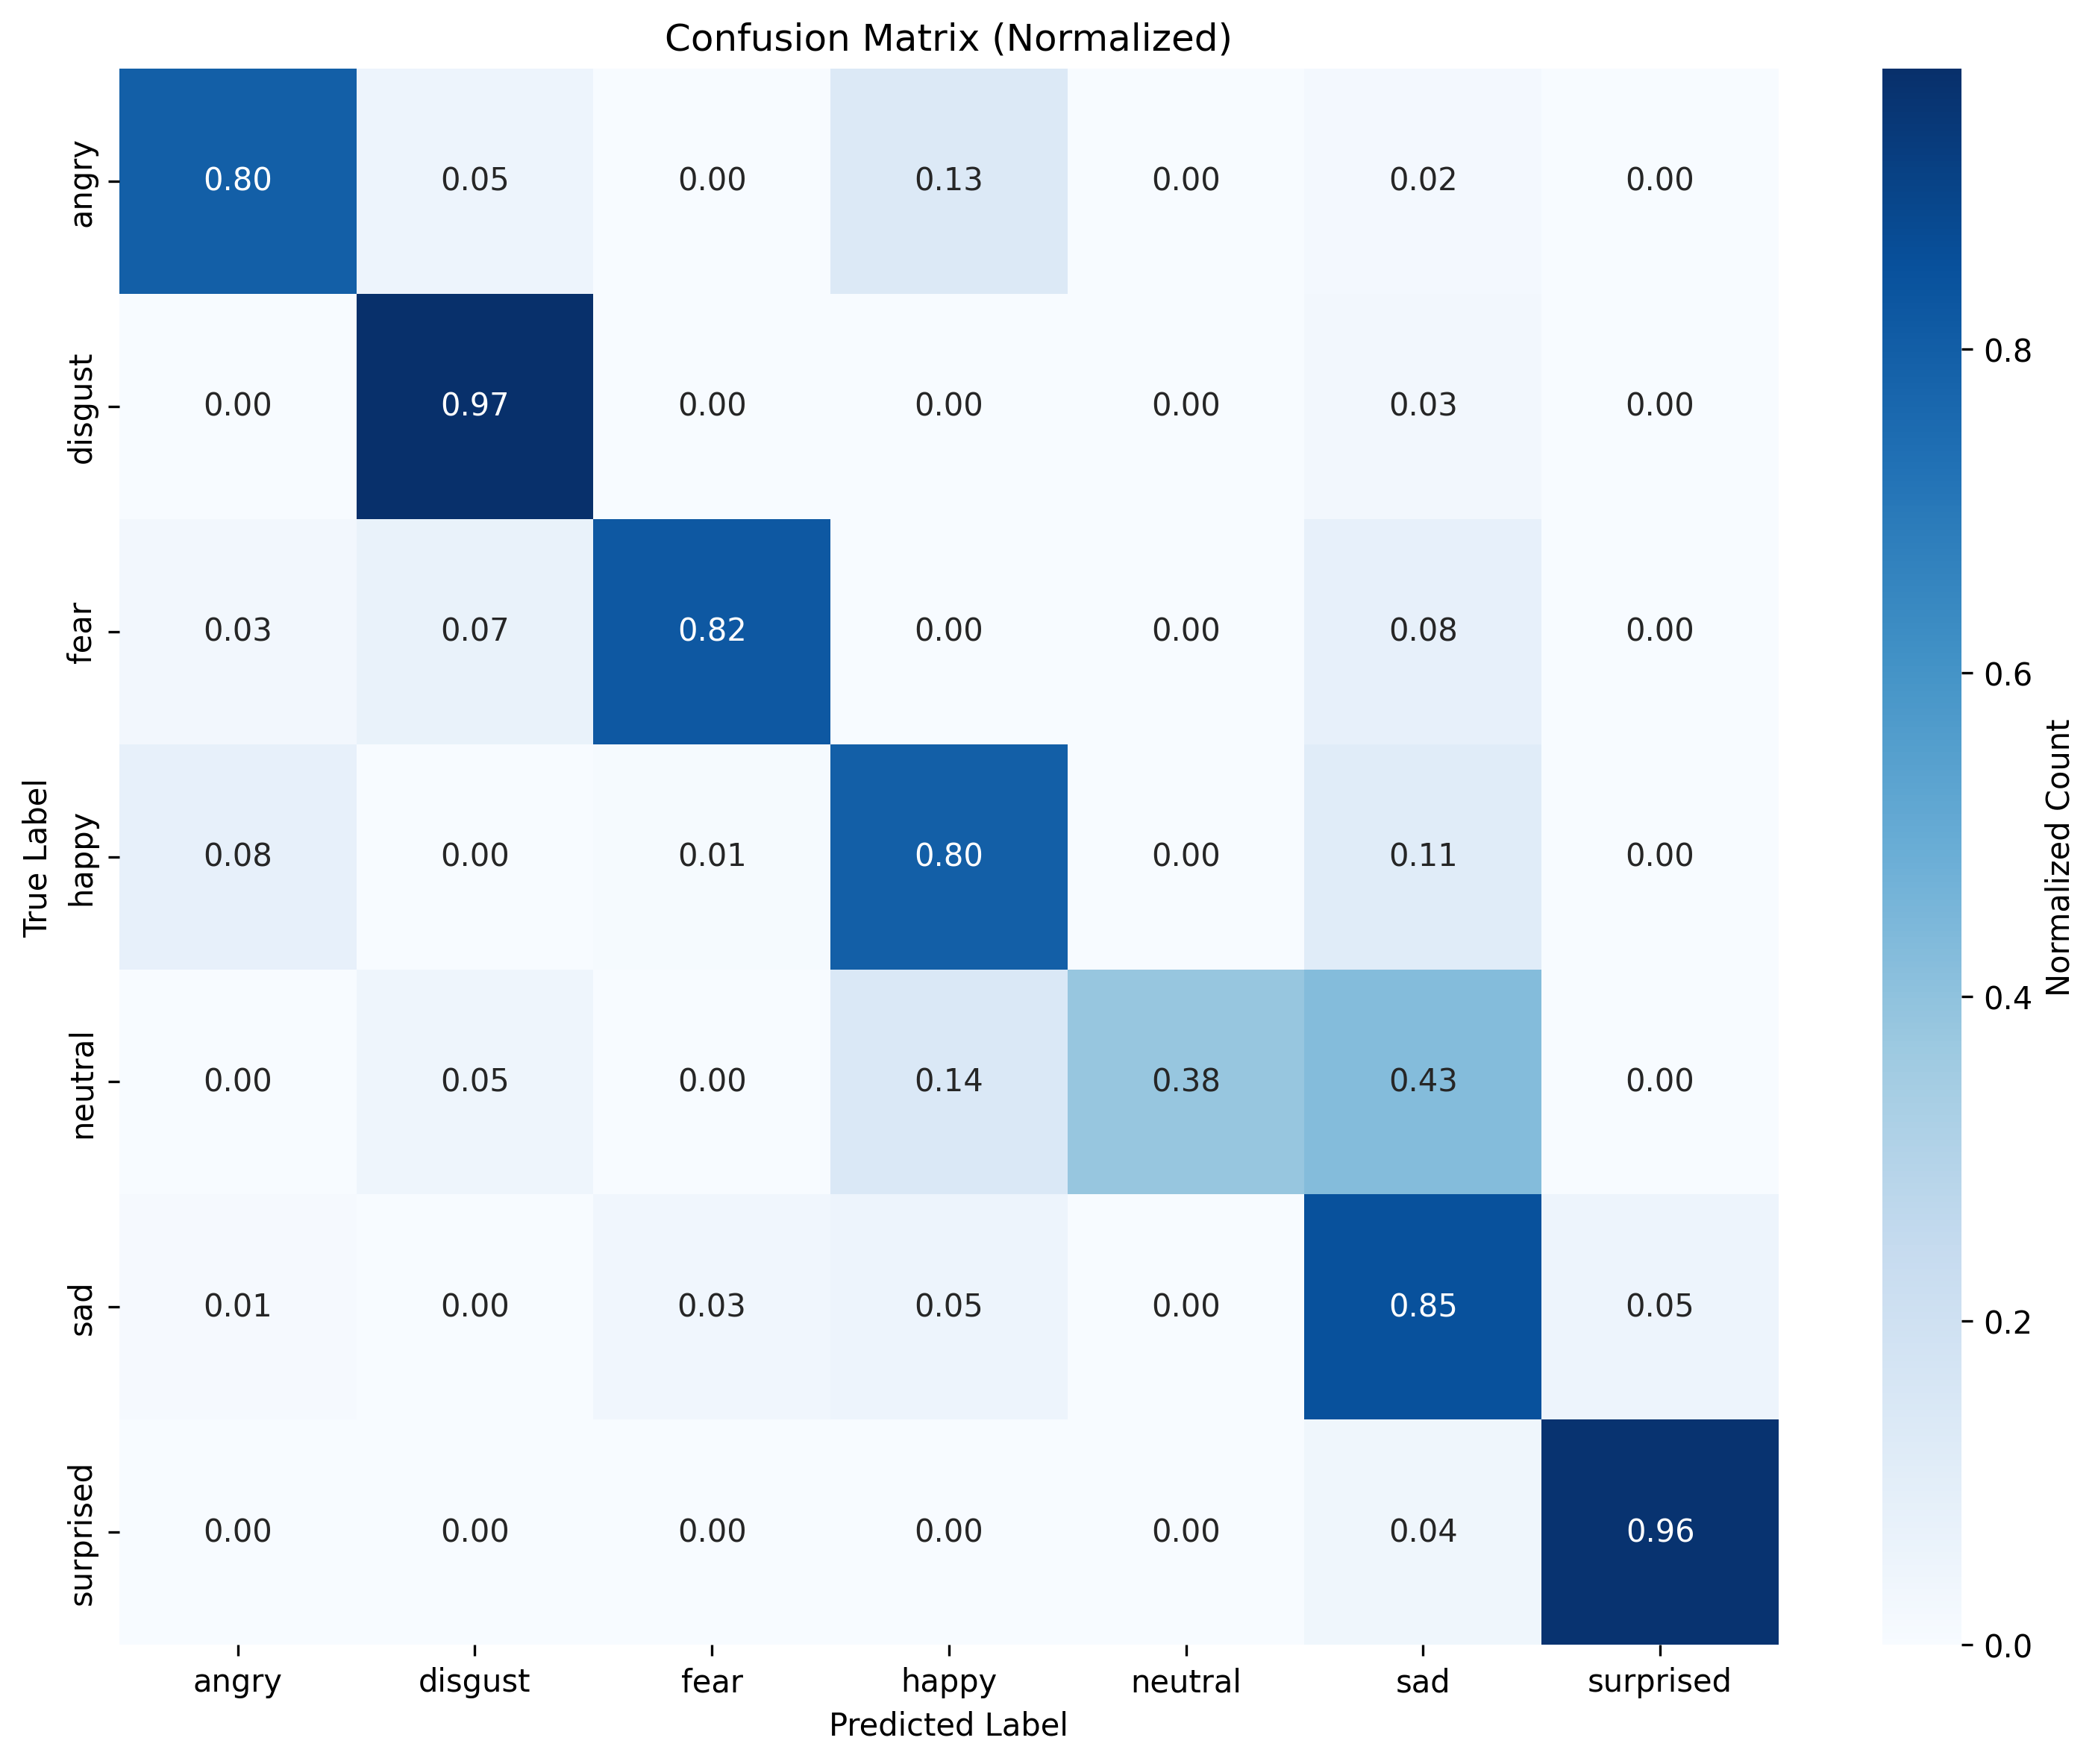 Confusion Matrix (Normalized)
angry 0.80 0.05 0.00 0.13 0.00 0.02 0.00
disgust 0.00 0.97 0.00 0.00 0.00 0.03 0.00
fear 0.03 0.07 0.82 0.00 0.00 0.08 0.00
happy 0.08 0.00 0.01 0.80 0.00 0.11 0.00
neutral 0.00 0.05 0.00 0.14 0.38 0.43 0.00
sad 0.01 0.00 0.03 0.05 0.00 0.85 0.05
surprised 0.00 0.00 0.00 0.00 0.00 0.04 0.96
angry disgust fear happy neutral sad surprised
Predicted Label
True Label
0.8
0.6
0.4
0.2
0.0
Normalized Count